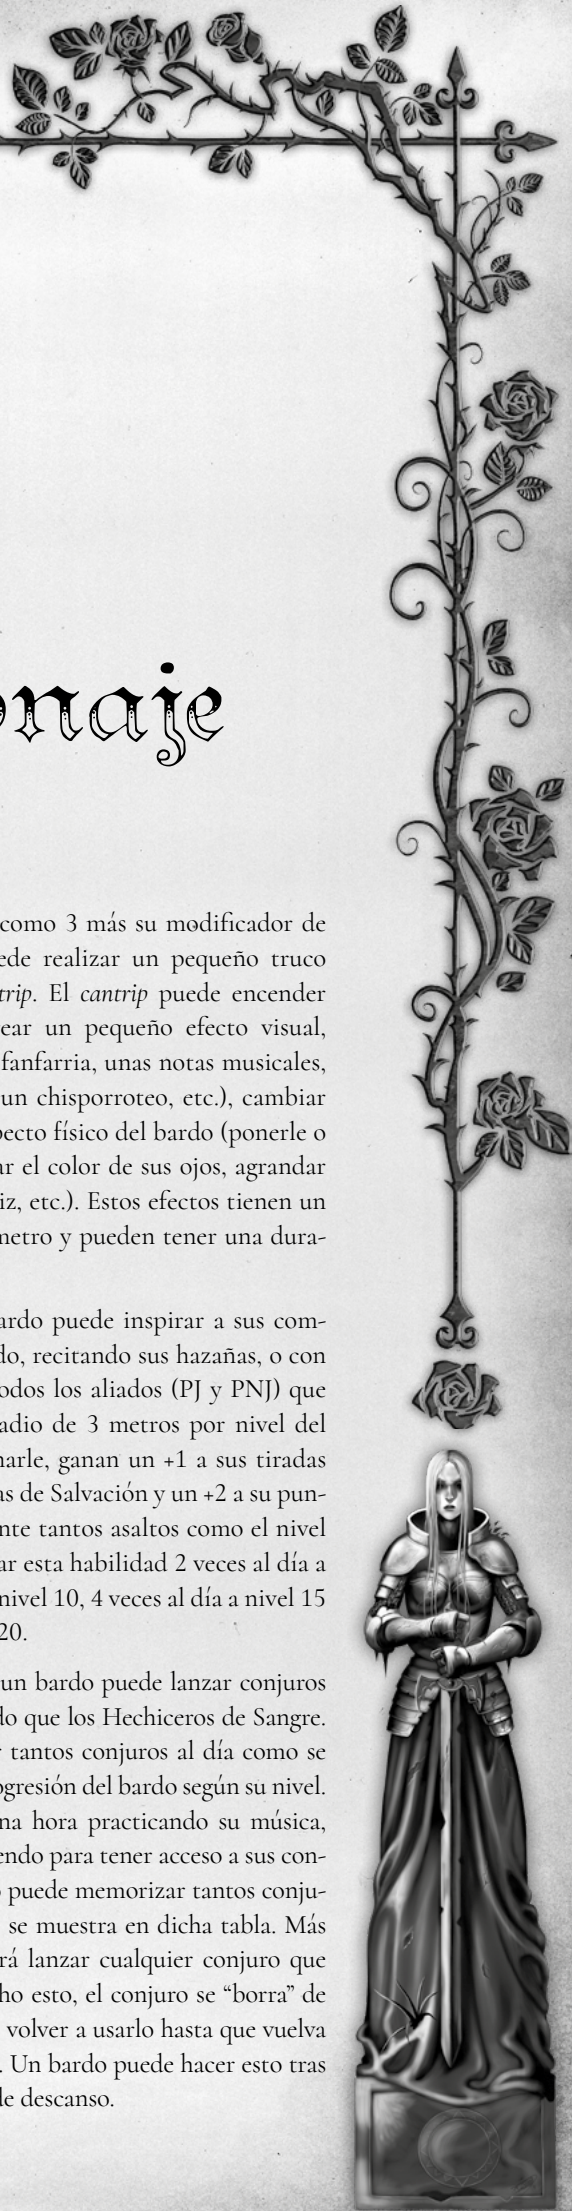 onaje
como 3 más su modificador de
ede realizar un pequeño truco
trip. El cantrip puede encender
ear un pequeño efecto visual,
fanfarria, unas notas musicales,
un chisporroteo, etc.), cambiar
pecto físico del bardo (ponerle o
ar el color de sus ojos, agrandar
iz, etc.). Estos efectos tienen un
metro y pueden tener una dura-
ardo puede inspirar a sus com-
do, recitando sus hazañas, o con
odos los aliados (PJ y PNJ) que
adio de 3 metros por nivel del
harle, ganan un +1 a sus tiradas
as de Salvación y un +2 a su pun-
nte tantos asaltos como el nivel
ar esta habilidad 2 veces al día a
nivel 10, 4 veces al día a nivel 15
20.
un bardo puede lanzar conjuros
do que los Hechiceros de Sangre.
r tantos conjuros al día como se
ogresión del bardo según su nivel.
na hora practicando su música,
endo para tener acceso a sus con-
o puede memorizar tantos conju-
se muestra en dicha tabla. Más
rá lanzar cualquier conjuro que
ho esto, el conjuro se “borra” de
volver a usarlo hasta que vuelva
. Un bardo puede hacer esto tras
de descanso.